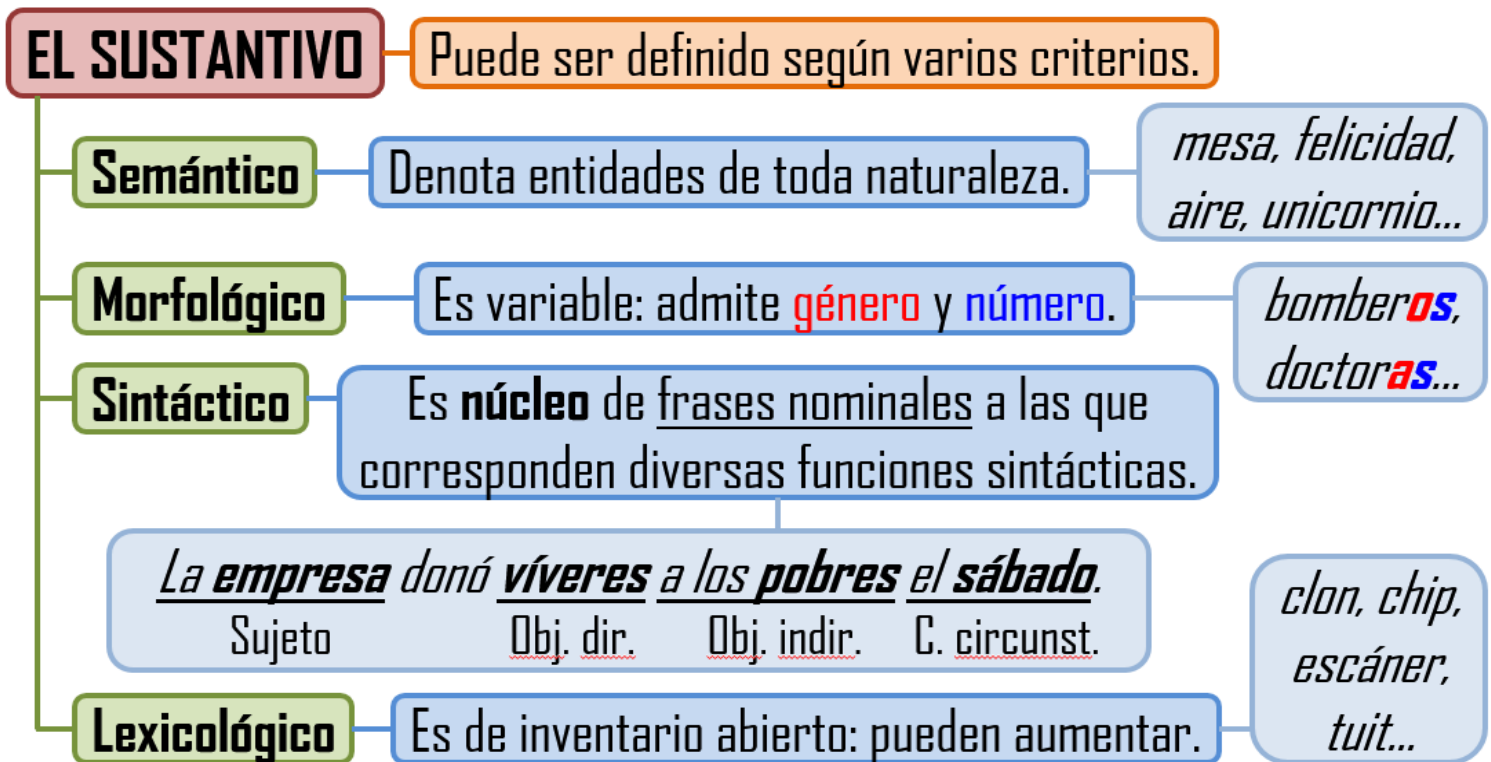 EL SUSTANTIVO
Puede ser definido según varios criterios.
Semántico
Denota entidades de toda naturaleza.
mesa, felicidad,
aire, unicornio...
Morfológico
Es variable: admite género y número.
bomberos,
doctoras...
Sintáctico
Es núcleo de frases nominales a las que
corresponden diversas funciones sintácticas.
La empresa donó víveres a los pobres el sábado.
Sujeto Obj. dir. Obj. indir. C. circunst.
Lexicológico
Es de inventario abierto: pueden aumentar.
clon, chip,
escáner,
tuit...